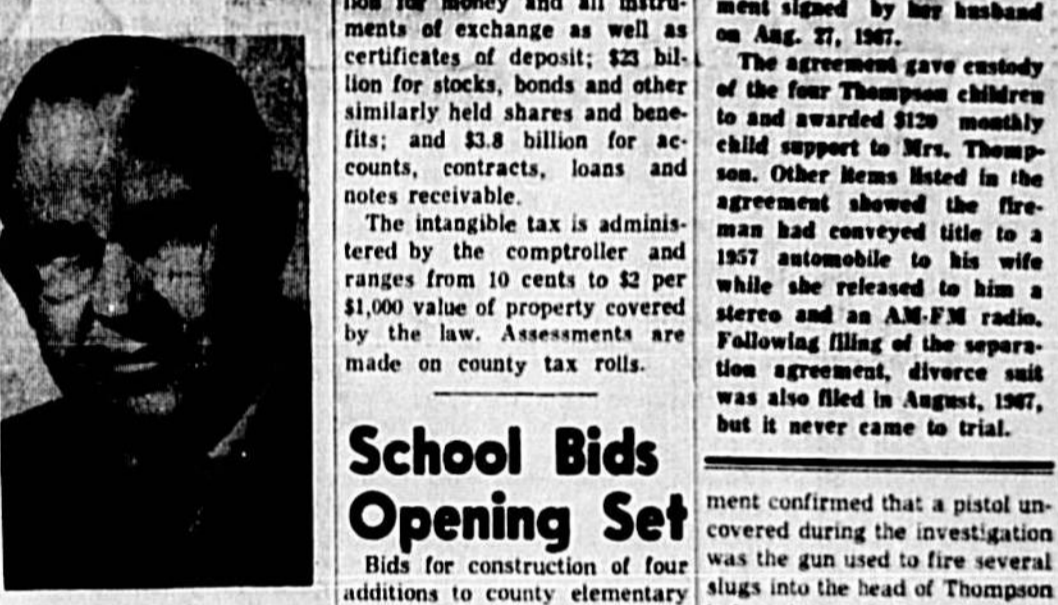 tion for money and all instru-
ments of exchange as well as
certificates of deposit; $23 bil-
lion for stocks, bonds and other
similarly held shares and bene-
fits; and $3.8 billion for ac-
counts, contracts, loans and
notes receivable.
The intangible tax is adminis-
tered by the comptroller and
ranges from 10 cents to $2 per
$1,000 value of property covered
by the law. Assessments are
made on county tax rolls.
School Bids
Opening Set
Bids for construction of four
additions to county elementary
ment signed by her husband
on Aug. 27, 1967.
The agreement gave custody
of the four Thompson children
to and awarded $120 monthly
child support to Mrs. Thomp-
son. Other items listed in the
agreement showed the fire-
man had conveyed title to a
1957 automobile to his wife
while she released to him a
stereo and an AM-FM radio.
Following filing of the separa-
tion agreement, divorce suit
was also filed in August, 1967,
but it never came to trial.
ment confirmed that a pistol un-
covered during the investigation
was the gun used to fire several
slugs into the head of Thompson